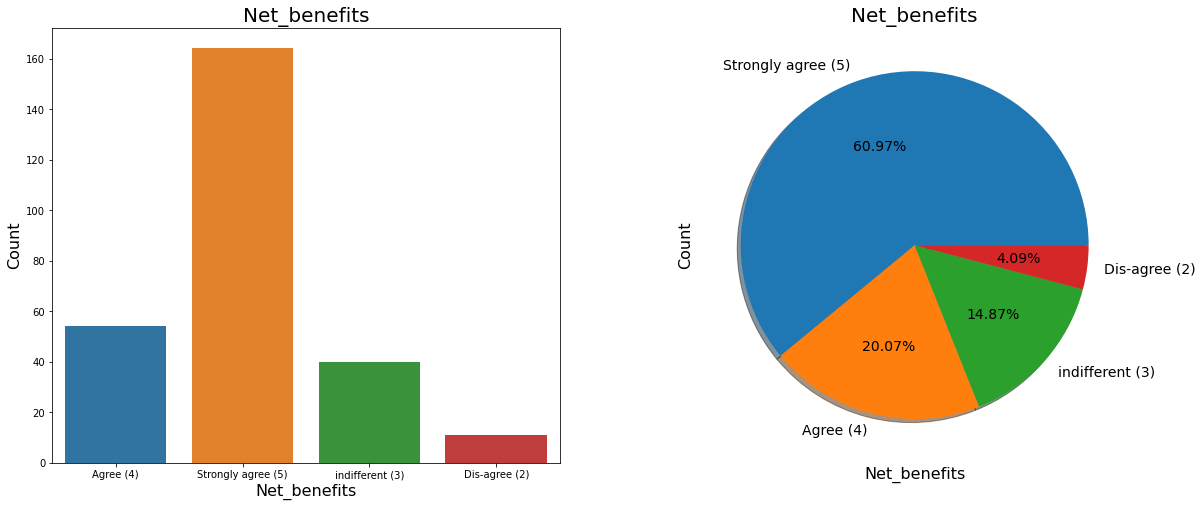 Net_benefits
Count
160
140
120
100
80
60
40
20
0
Agree (4)
Strongly agree (5)
indifferent (3)
Dis-agree (2)
Net_benefits
Net_benefits
Count
Strongly agree (5)
60.97%
4.09%
Dis-agree (2)
14.87%
20.07%
indifferent (3)
Agree (4)
Net_benefits